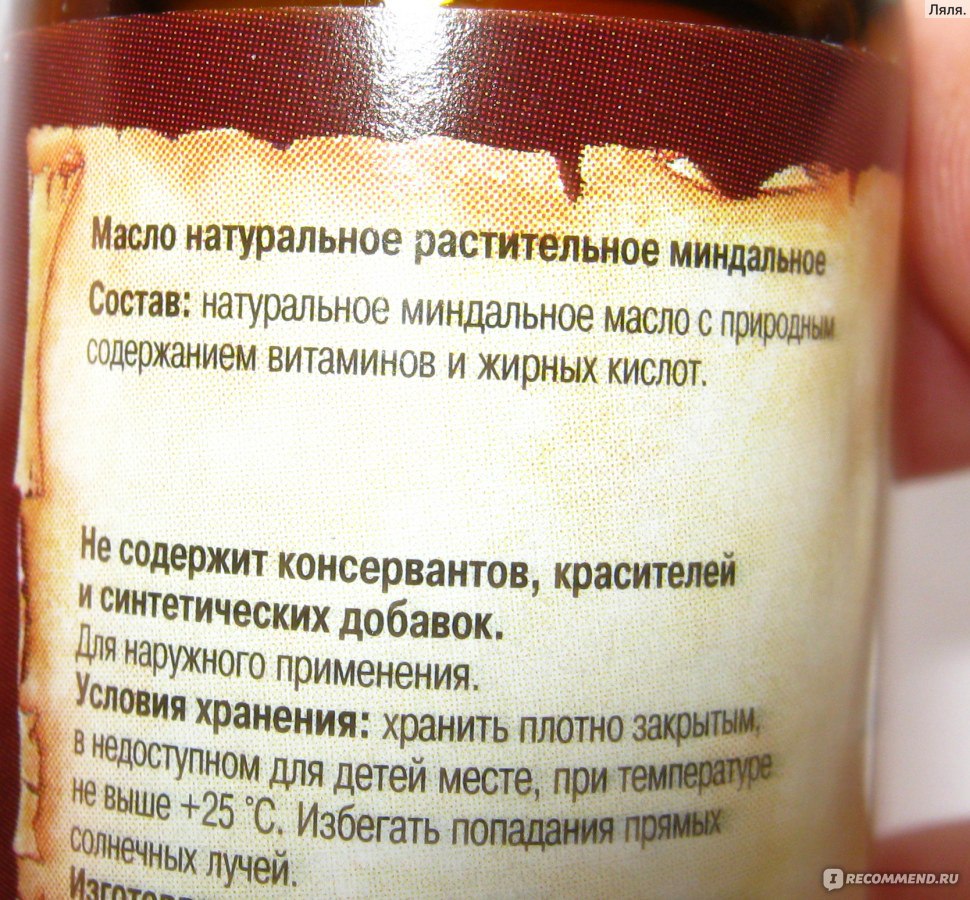 Ляля.
Масло натуральное растительное миндальное
Состав: натуральное миндальное масло с природным
содержанием витаминов и жирных кислот.
Не содержит консервантов, красителей
и синтетических добавок.
Для наружного применения.
Условия хранения: хранить плотно закрытым,
в недоступном для детей месте, при температуре
не выше +25 °С. Избегать попадания прямых
солнечных лучей.
IRECOMMEND.RU